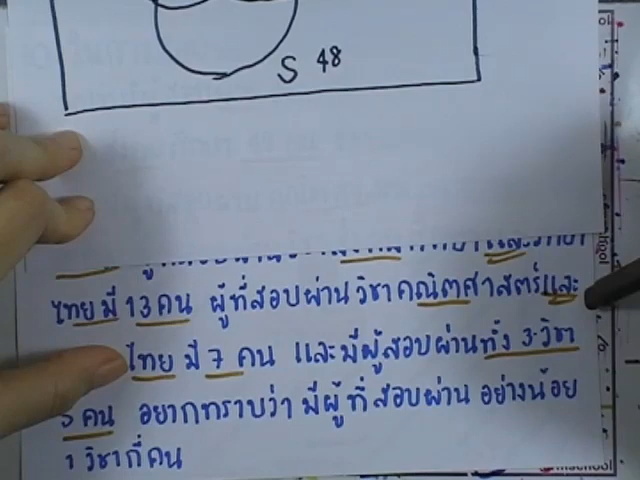 S 48
และ
ไทยมี 13 คน ผู้ที่สอบผ่านวิชาคณิตศาสตร์และ
ไทย มี 7 คน และมีผู้สอบผ่านทั้ง 3 วิชา
5 คน อยากทราบว่า มีผู้ที่สอบผ่าน อย่างน้อย
1 วิชากี่คน